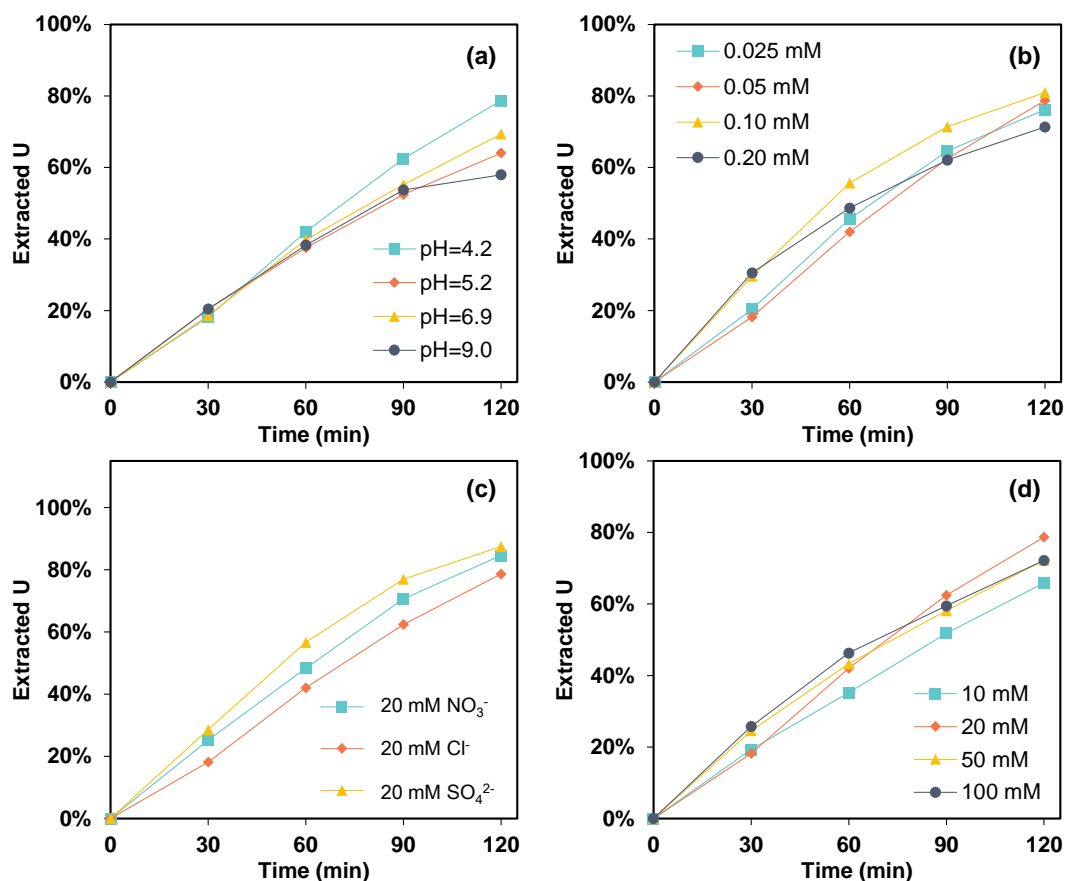 (a)
100%
80%
60%
40%
20%
0%
Extracted U
pH=4.2
pH=5.2
pH=6.9
pH=9.0
0 30 60 90 120
Time (min)
(b)
100%
80%
60%
40%
20%
0%
Extracted U
0.025 mM
0.05 mM
0.10 mM
0.20 mM
0 30 60 90 120
Time (min)
(c)
100%
80%
60%
40%
20%
0%
Extracted U
20 mM NO₃⁻
20 mM Cl⁻
20 mM SO₄²⁻
0 30 60 90 120
Time (min)
(d)
100%
80%
60%
40%
20%
0%
Extracted U
10 mM
20 mM
50 mM
100 mM
0 30 60 90 120
Time (min)